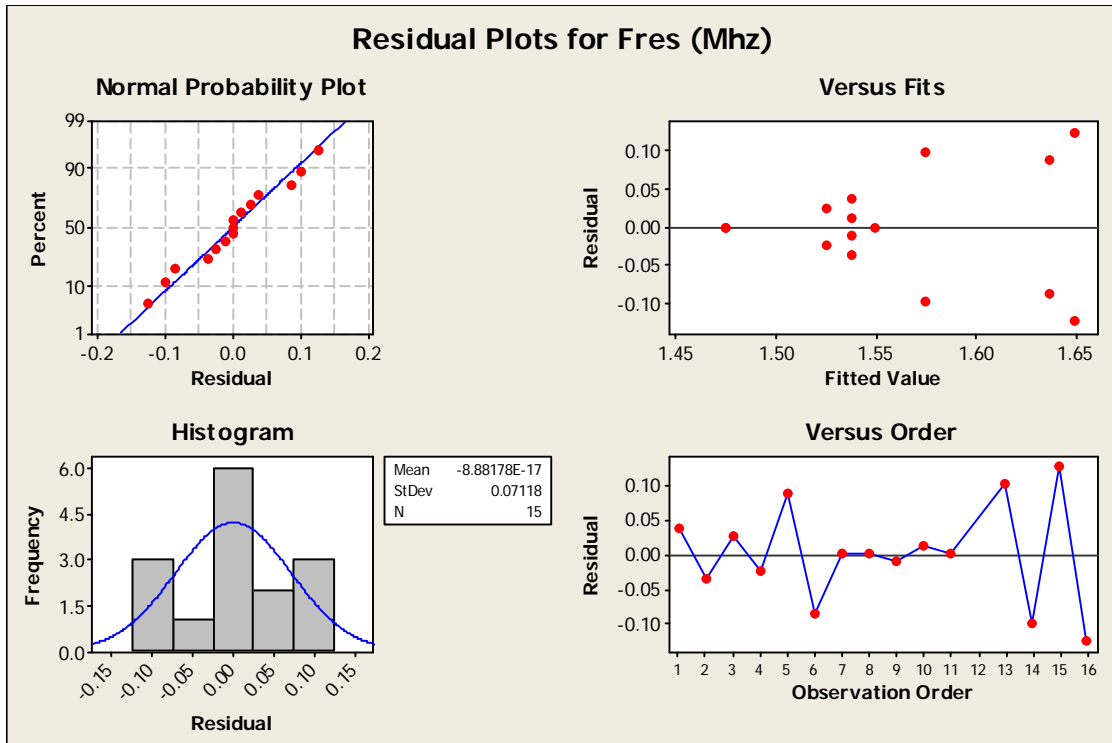 Residual Plots for Fres (Mhz)
Normal Probability Plot
99
90
50
10
1
Percent
-0.2 -0.1 0.0 0.1 0.2
Residual
Versus Fits
0.10
0.05
0.00
-0.05
-0.10
Residual
1.45 1.50 1.55 1.60 1.65
Fitted Value
Histogram
6.0
4.5
3.0
1.5
0.0
Frequency
-0.15 -0.10 -0.05 0.00 0.05 0.10 0.15
Residual
Mean -8.88178E-17
StDev 0.07118
N 15
Versus Order
0.10
0.05
0.00
-0.05
-0.10
Residual
1 2 3 4 5 6 7 8 9 10 11 12 13 14 15 16
Observation Order